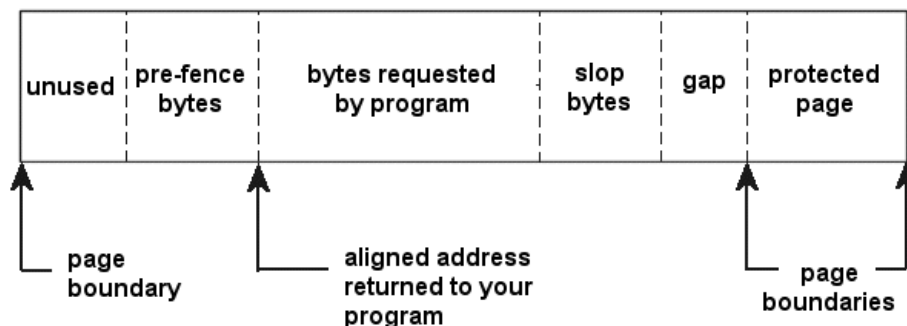 unused
pre-fence
bytes
bytes requested
by program
slop
bytes
gap
protected
page
page
boundary
aligned address
returned to your
program
page
boundaries